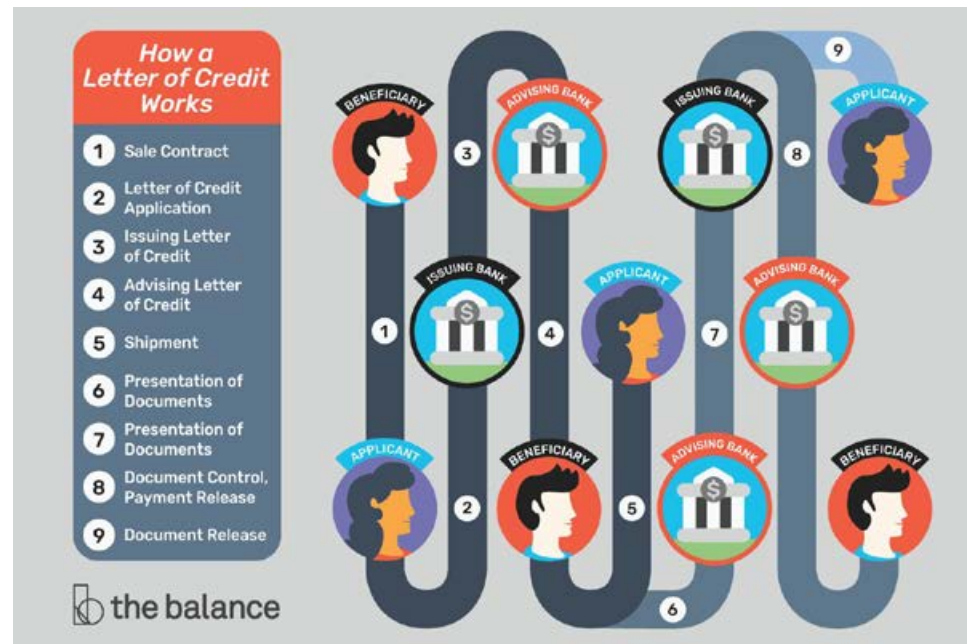 How a
Letter of Credit
Works
1 Sale Contract
2 Letter of Credit
Application
3 Issuing Letter
of Credit
4 Advising Letter
of Credit
5 Shipment
6 Presentation of
Documents
7 Presentation of
Documents
8 Document Control,
Payment Release
9 Document Release
the balance
BENEFICIARY
1
APPLICANT
2
ISSUING BANK
$
3
ADVISING BANK
$
4
BENEFICIARY
5
APPLICANT
6
ADVISING BANK
$
7
ISSUING BANK
$
8
ADVISING BANK
$
BENEFICIARY
9
APPLICANT